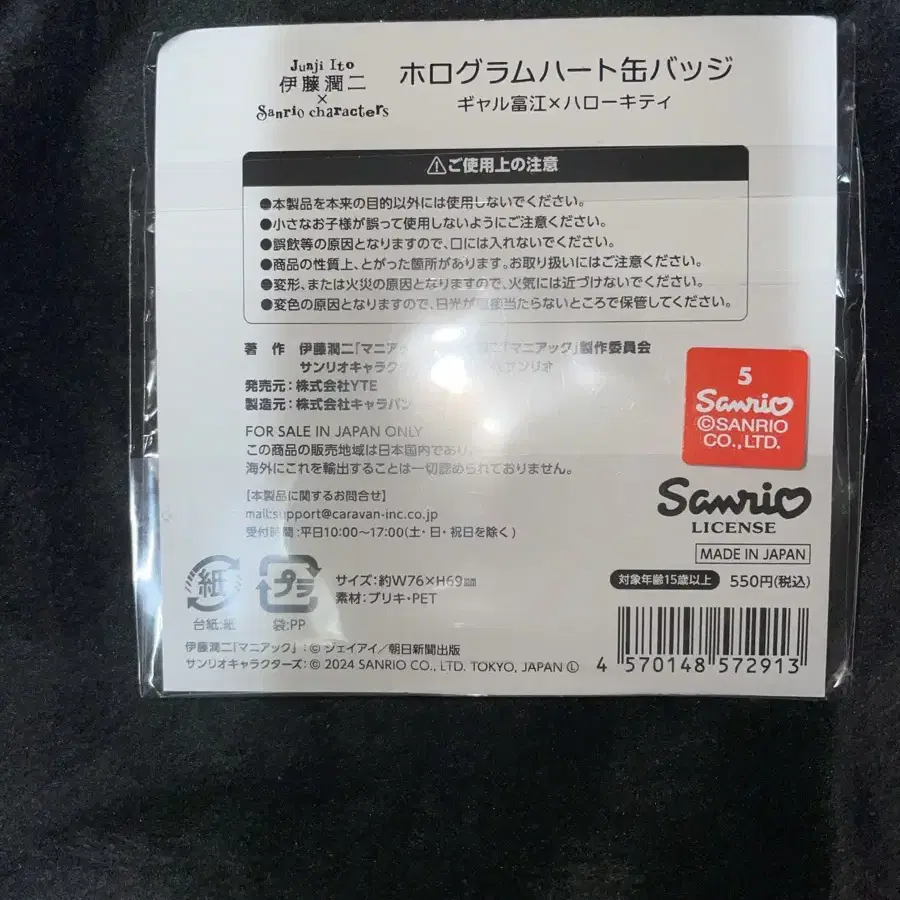 Junji Ito
伊藤潤二
×
Sanrio characters
ホログラムハート缶バッジ
ギャル富江×ハローキティ
⚠ご使用上の注意
●本製品を本来の目的以外には使用しないでください。
●小さなお子様が誤って使用しないようにご注意ください。
●誤飲等の原因となりますので、口には入れないでください。
●商品の性質上、とがった箇所があります。お取り扱いにはご注意ください。
●変形、または火災の原因となりますので、火気には近づけないでください。
●変色の原因となりますので、日光が直接当たらないところで保管してください。
著 作 伊藤潤二『マニアック 『マニアック』製作委員会
サンリオキャラク サンリオ
発売元:株式会社YTE
製造元:株式会社キャラバン
FOR SALE IN JAPAN ONLY
この商品の販売地域は日本国内であり、
海外にこれを輸出することは一切認められておりません。
【本製品に関するお問合せ】
mail:support@caravan-inc.co.jp
受付時間:平日10:00〜17:00(土・日・祝日を除く)
5
Sanrio
©SANRIO
CO.,LTD.
Sanrio
LICENSE
MADE IN JAPAN
紙
台紙:紙
プラ
袋:PP
サイズ:約W76×H69㎜
素材:ブリキ・PET
対象年齢15歳以上
550円(税込)
伊藤潤二『マニアック』:© ジェイアイ/朝日新聞出版
サンリオキャラクターズ:© 2024 SANRIO CO., LTD. TOKYO, JAPAN Ⓛ
4 570148 572913